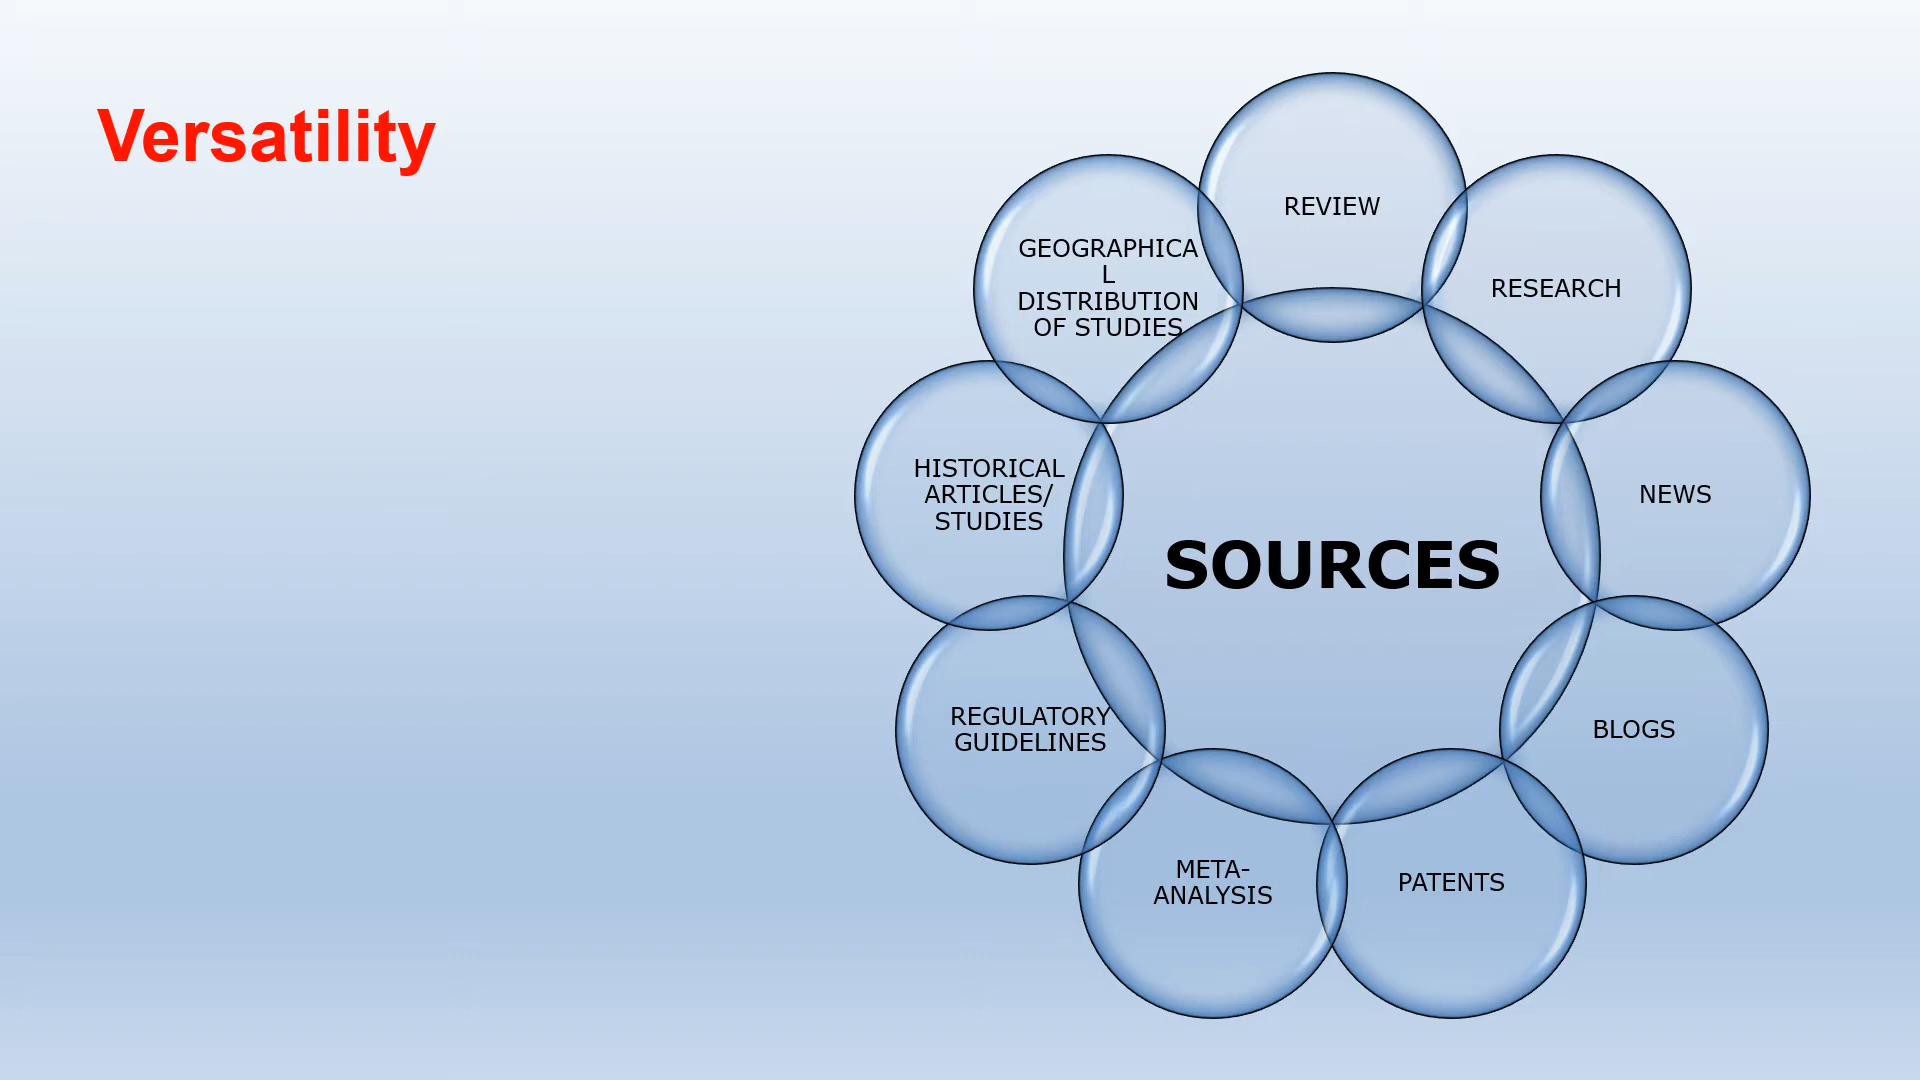 Versatility
REVIEW
RESEARCH
NEWS
BLOGS
PATENTS
META-
ANALYSIS
REGULATORY
GUIDELINES
HISTORICAL
ARTICLES/
STUDIES
GEOGRAPHICA
L
DISTRIBUTION
OF STUDIES
SOURCES